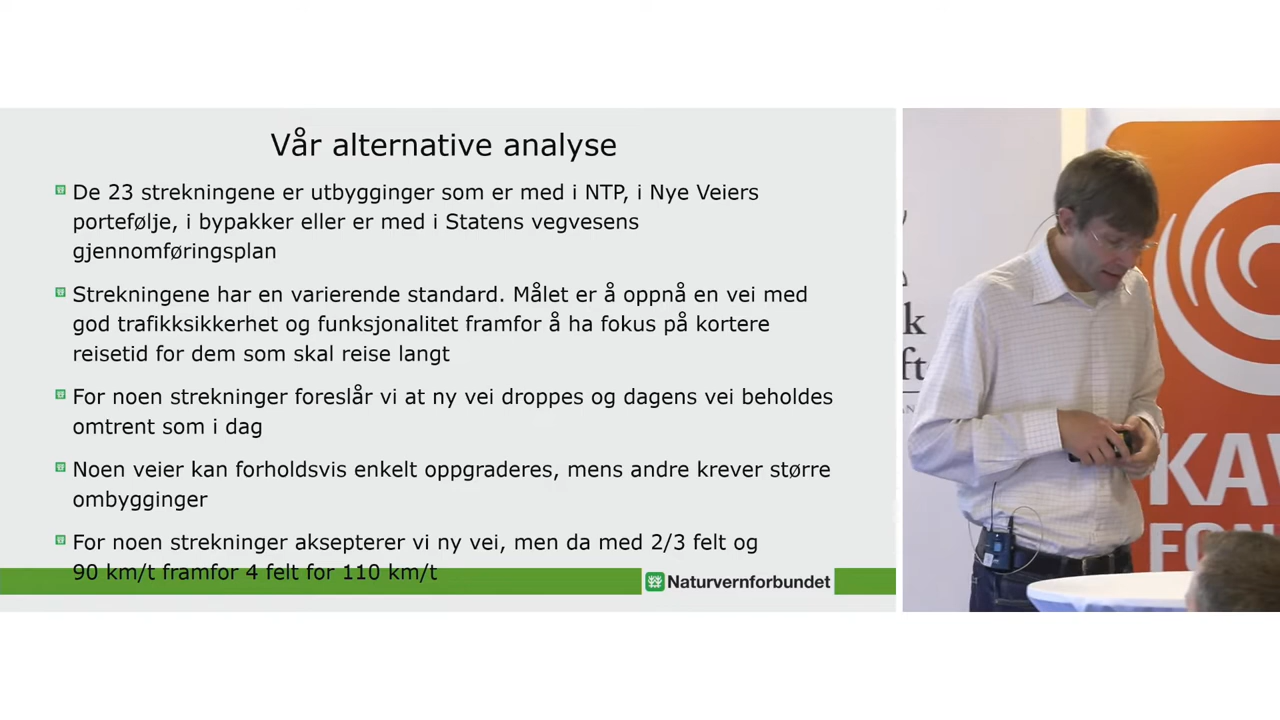 Vår alternative analyse
De 23 strekningene er utbygginger som er med i NTP, i Nye Veiers
portefølje, i bypakker eller er med i Statens vegvesens
gjennomføringsplan
Strekningene har en varierende standard. Målet er å oppnå en vei med
god trafikksikkerhet og funksjonalitet framfor å ha fokus på kortere
reisetid for dem som skal reise langt
For noen strekninger foreslår vi at ny vei droppes og dagens vei beholdes
omtrent som i dag
Noen veier kan forholdsvis enkelt oppgraderes, mens andre krever større
ombygginger
For noen strekninger aksepterer vi ny vei, men da med 2/3 felt og
90 km/t framfor 4 felt for 110 km/t
Naturvernforbundet